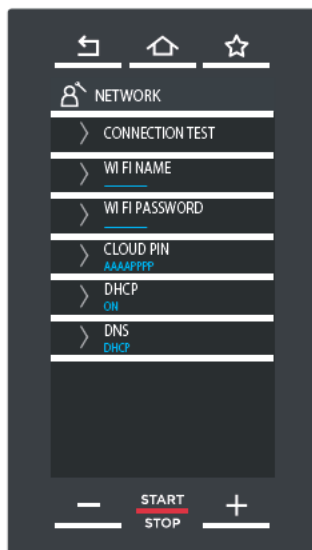 NETWORK
CONNECTION TEST
WI FI NAME
WI FI PASSWORD
CLOUD PIN
AAAAPPPP
DHCP
ON
DNS
DHCP
START
STOP